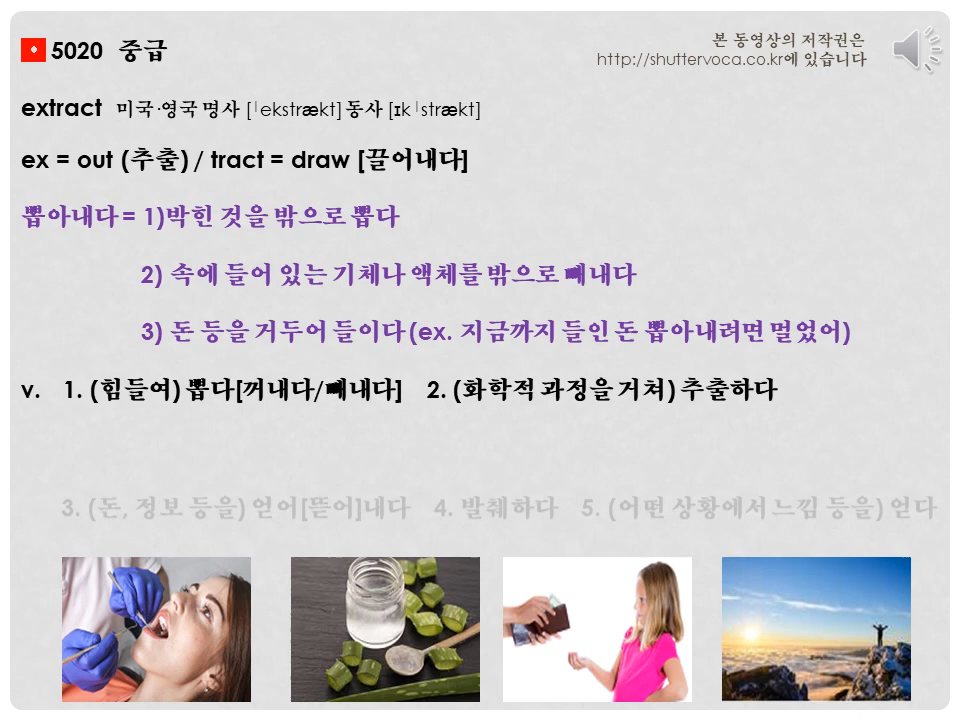 5020 중급
본 동영상의 저작권은
http://shuttervoca.co.kr에 있습니다
extract 미국·영국 명사 [|ekstrækt] 동사 [ɪk|strækt]
ex = out (추출) / tract = draw [끌어내다]
뽑아내다 = 1)박힌 것을 밖으로 뽑다
2) 속에 들어 있는 기체나 액체를 밖으로 빼내다
3) 돈 등을 거두어 들이다 (ex. 지금까지 들인 돈 뽑아내려면 멀었어)
v. 1. (힘들여) 뽑다[꺼내다/빼내다] 2. (화학적 과정을 거쳐) 추출하다
3. (돈, 정보 등을) 얻어[뜯어]내다 4. 발췌하다 5. (어떤 상황에서 느낌 등을) 얻다